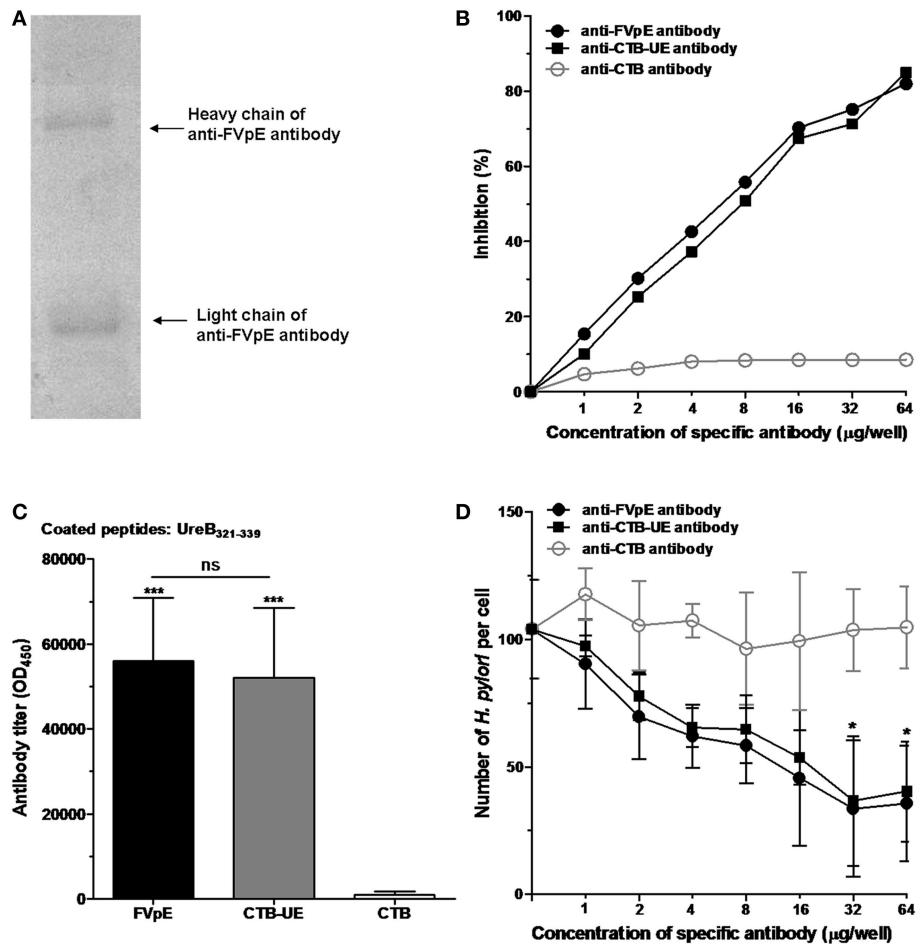 A
Heavy chain of
anti-FVpE antibody
Light chain of
anti-FVpE antibody
B
anti-FVpE antibody
anti-CTB-UE antibody
anti-CTB antibody
100
80
60
40
20
0
Inhibition (%)
1 2 4 8 16 32 64
Concentration of specific antibody (µg/well)
C
Coated peptides: UreB321-339
80000
60000
40000
20000
0
Antibody titer (OD450)
ns
*** ***
FVpE CTB-UE CTB
D
anti-FVpE antibody
anti-CTB-UE antibody
anti-CTB antibody
150
100
50
0
Number of H. pylori per cell
* *
1 2 4 8 16 32 64
Concentration of specific antibody (µg/well)